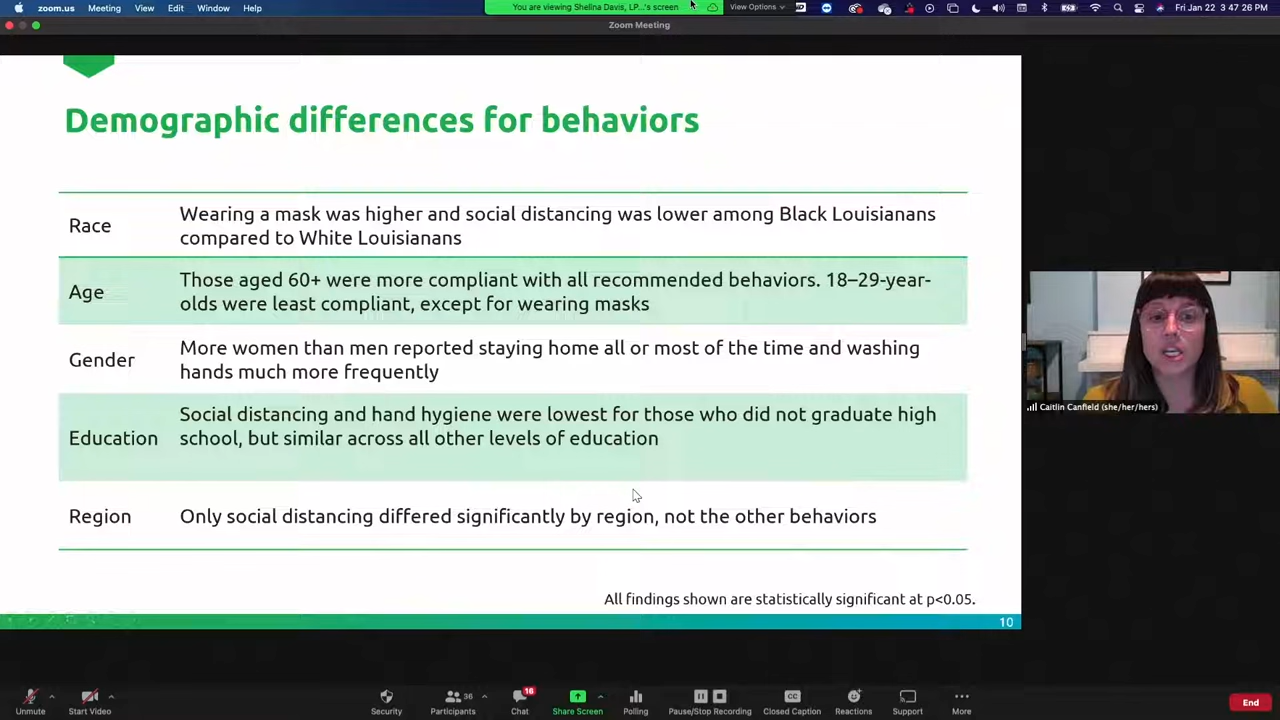 zoom.us Meeting View Edit Window Help
You are viewing Shelina Davis, LP...'s screen
View Options
Fri Jan 22 3:47:26 PM
Zoom Meeting
Demographic differences for behaviors
Race
Wearing a mask was higher and social distancing was lower among Black Louisianans
compared to White Louisianans
Age
Those aged 60+ were more compliant with all recommended behaviors. 18–29-year-
olds were least compliant, except for wearing masks
Gender
More women than men reported staying home all or most of the time and washing
hands much more frequently
Education
Social distancing and hand hygiene were lowest for those who did not graduate high
school, but similar across all other levels of education
Region
Only social distancing differed significantly by region, not the other behaviors
All findings shown are statistically significant at p<0.05.
10
Caitlin Canfield (she/her/hers)
Unmute
Start Video
Security
Participants
36
Chat
16
Share Screen
Polling
Pause/Stop Recording
CC
Closed Caption
Reactions
Support
More
End